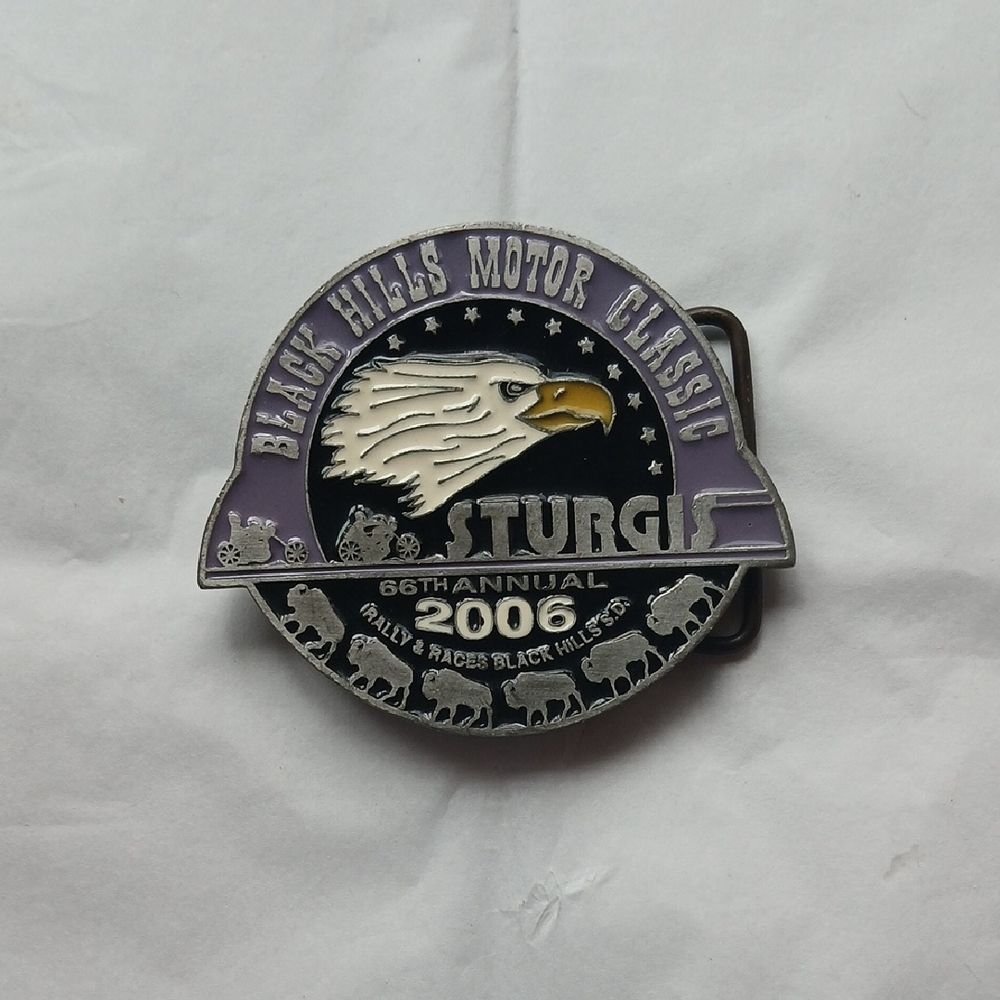 BLACK HILLS MOTOR CLASSIC
STURGIS
66TH ANNUAL
2006
RALLY & RACES BLACK HILLS S.D.